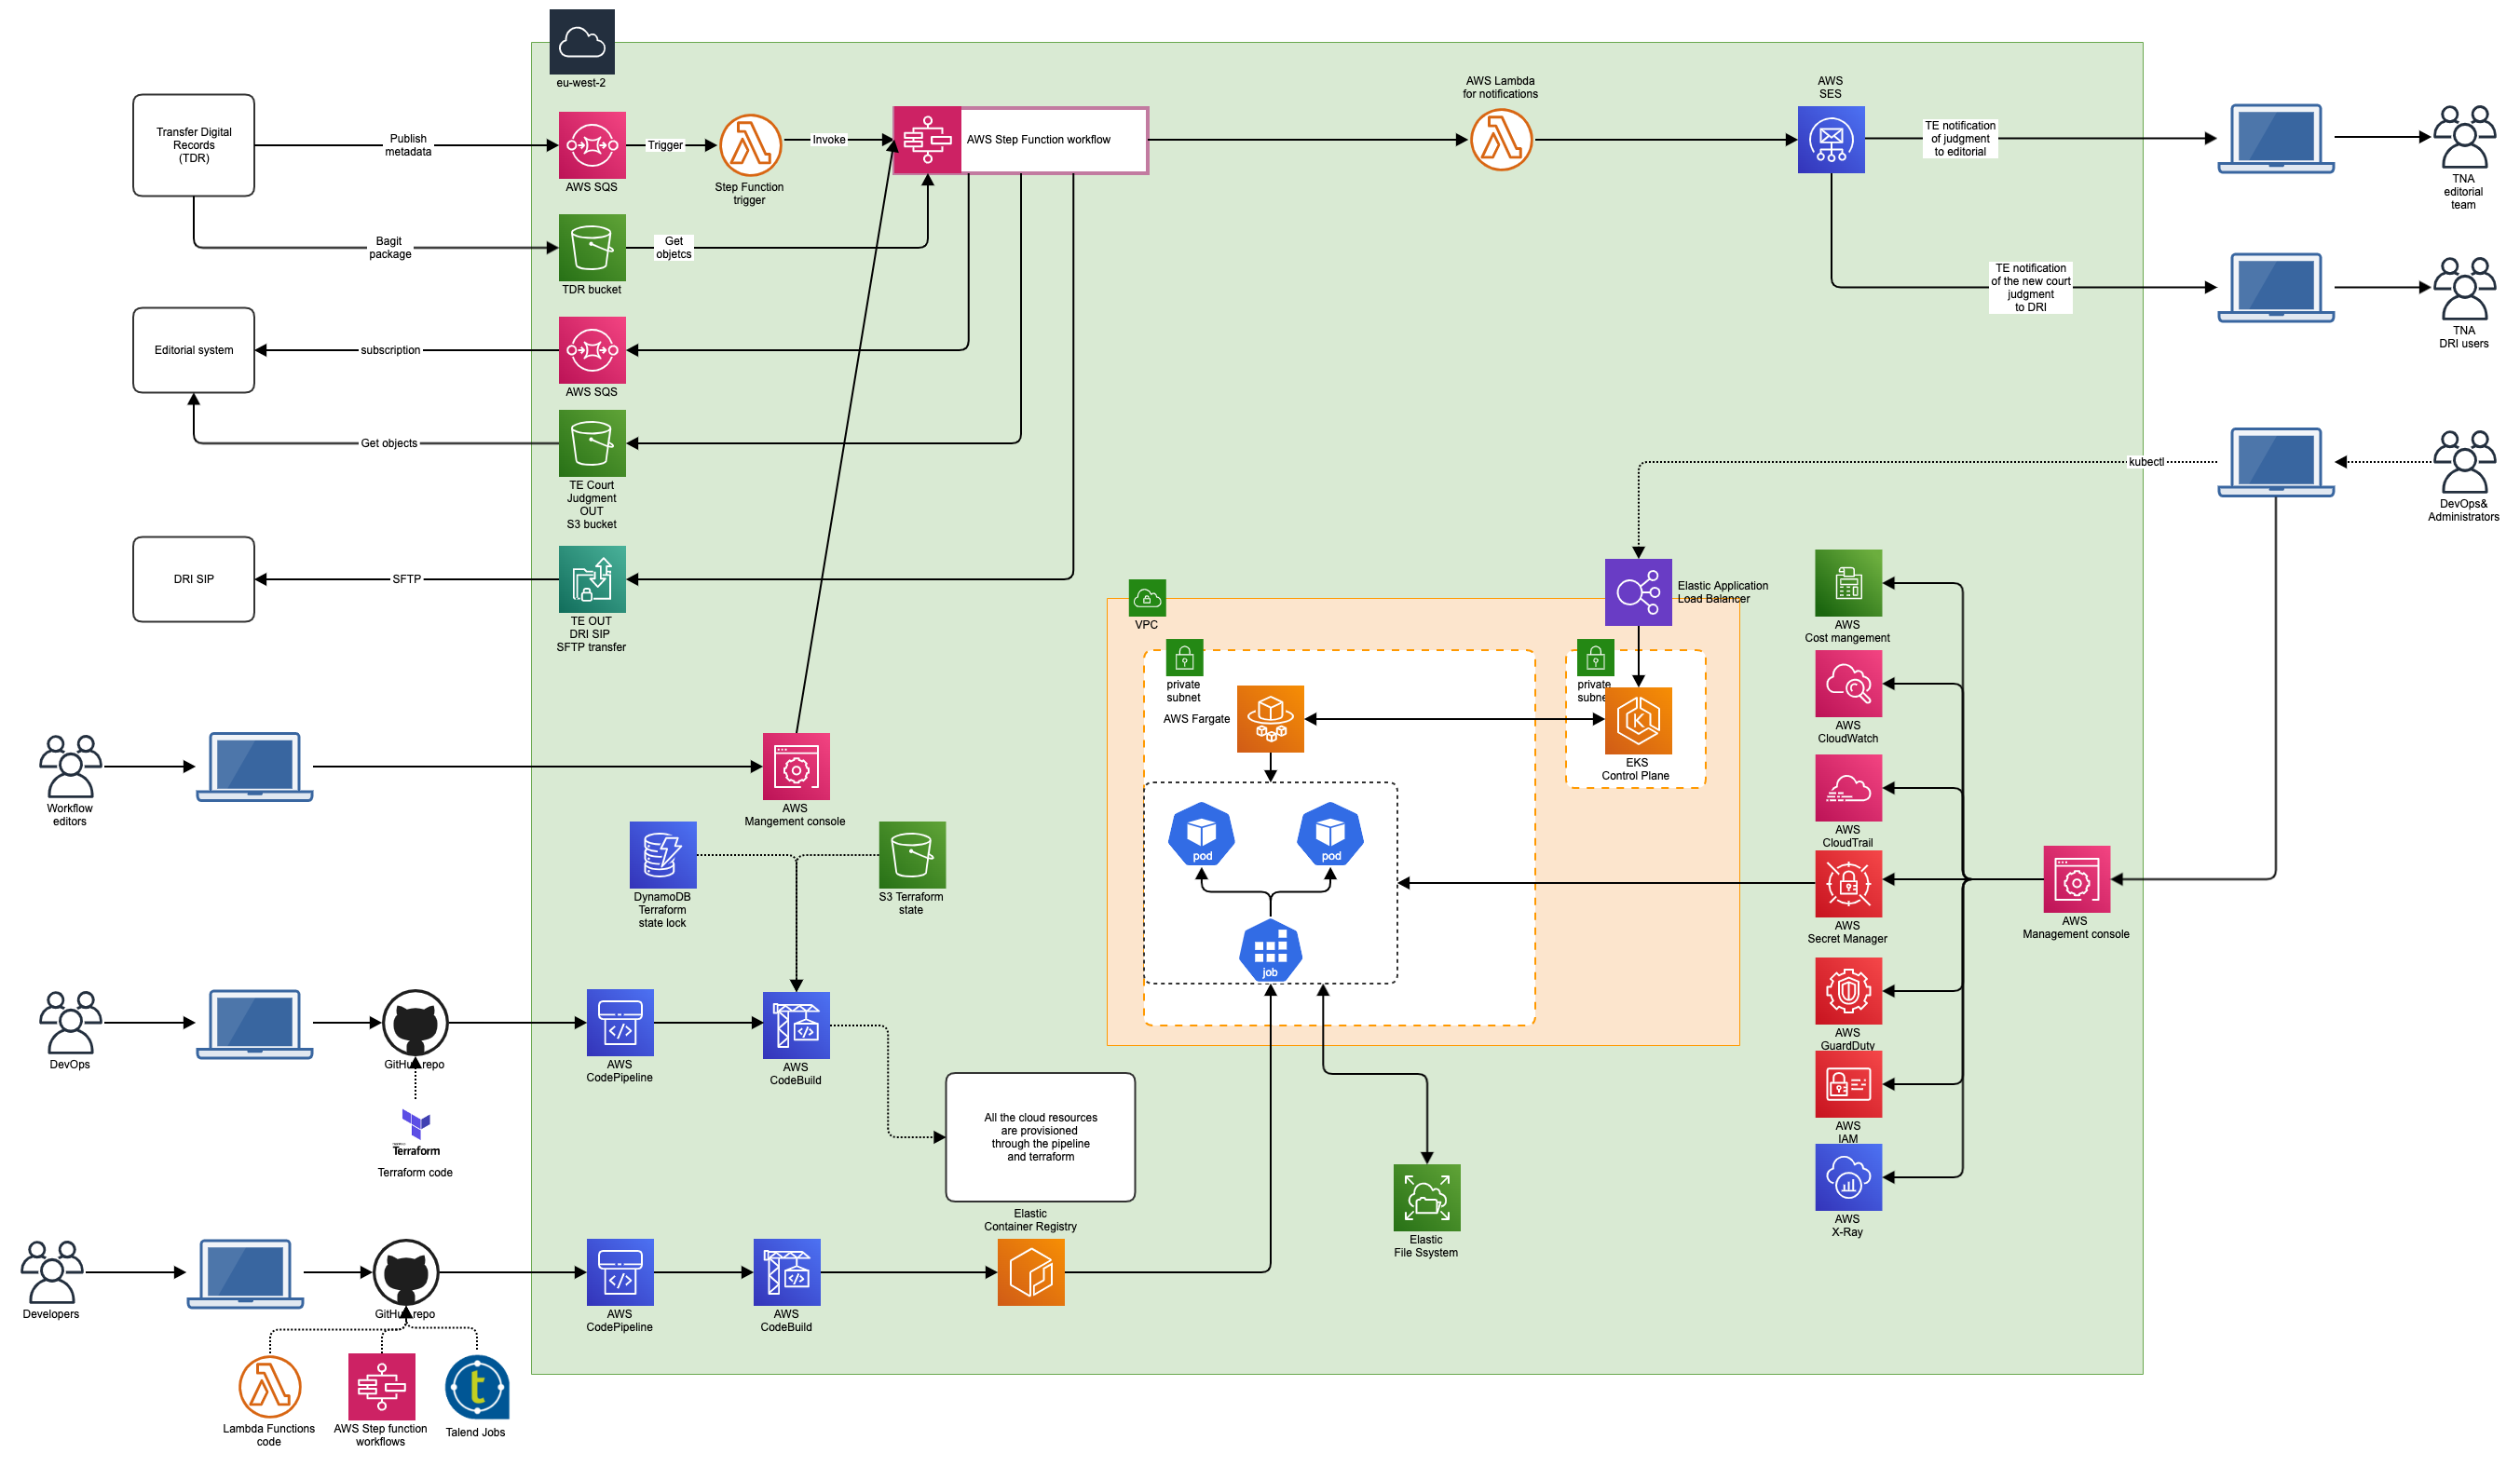 eu-west-2
Transfer Digital
Records
(TDR)
Publish
metadata
AWS SQS
Trigger
Step Function
trigger
Invoke
AWS Step Function workflow
AWS Lambda
for notifications
AWS
SES
TE notification
of judgment
to editorial
TNA
editorial
team
Bagit
package
TDR bucket
Get
objetcs
TE notification
of the new court
judgment
to DRI
TNA
DRI users
Editorial system
subscription
AWS SQS
Get objects
TE Court
Judgment
OUT
S3 bucket
kubectl
DevOps&
Administrators
DRI SIP
SFTP
TE OUT
DRI SIP
SFTP transfer
Elastic Application
Load Balancer
VPC
private
subnet
private
subnet
AWS Fargate
EKS
Control Plane
AWS
Cost mangement
AWS
CloudWatch
AWS
CloudTrail
AWS
Secret Manager
AWS
GuardDuty
AWS
IAM
AWS
X-Ray
AWS
Management console
Workflow
editors
AWS
Mangement console
DynamoDB
Terraform
state lock
S3 Terraform
state
pod
pod
job
DevOps
GitHub repo
Terraform
Terraform code
AWS
CodePipeline
AWS
CodeBuild
All the cloud resources
are provisioned
through the pipeline
and terraform
Elastic
Container Registry
Elastic
File Ssystem
Developers
GitHub repo
AWS
CodePipeline
AWS
CodeBuild
Lambda Functions
code
AWS Step function
workflows
t
Talend Jobs